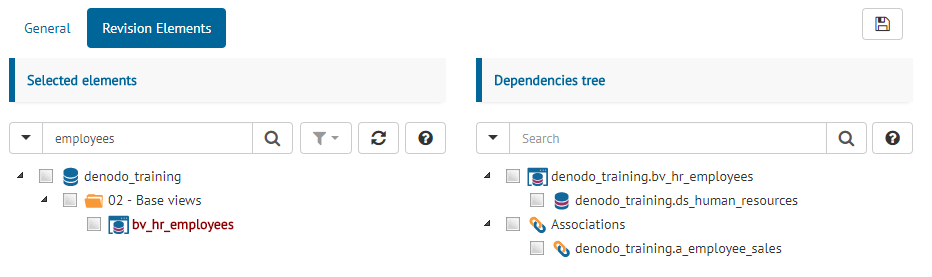 General
Revision Elements
Selected elements
employees
denodo_training
02 - Base views
bv_hr_employees
Dependencies tree
Search
denodo_training.bv_hr_employees
denodo_training.ds_human_resources
Associations
denodo_training.a_employee_sales